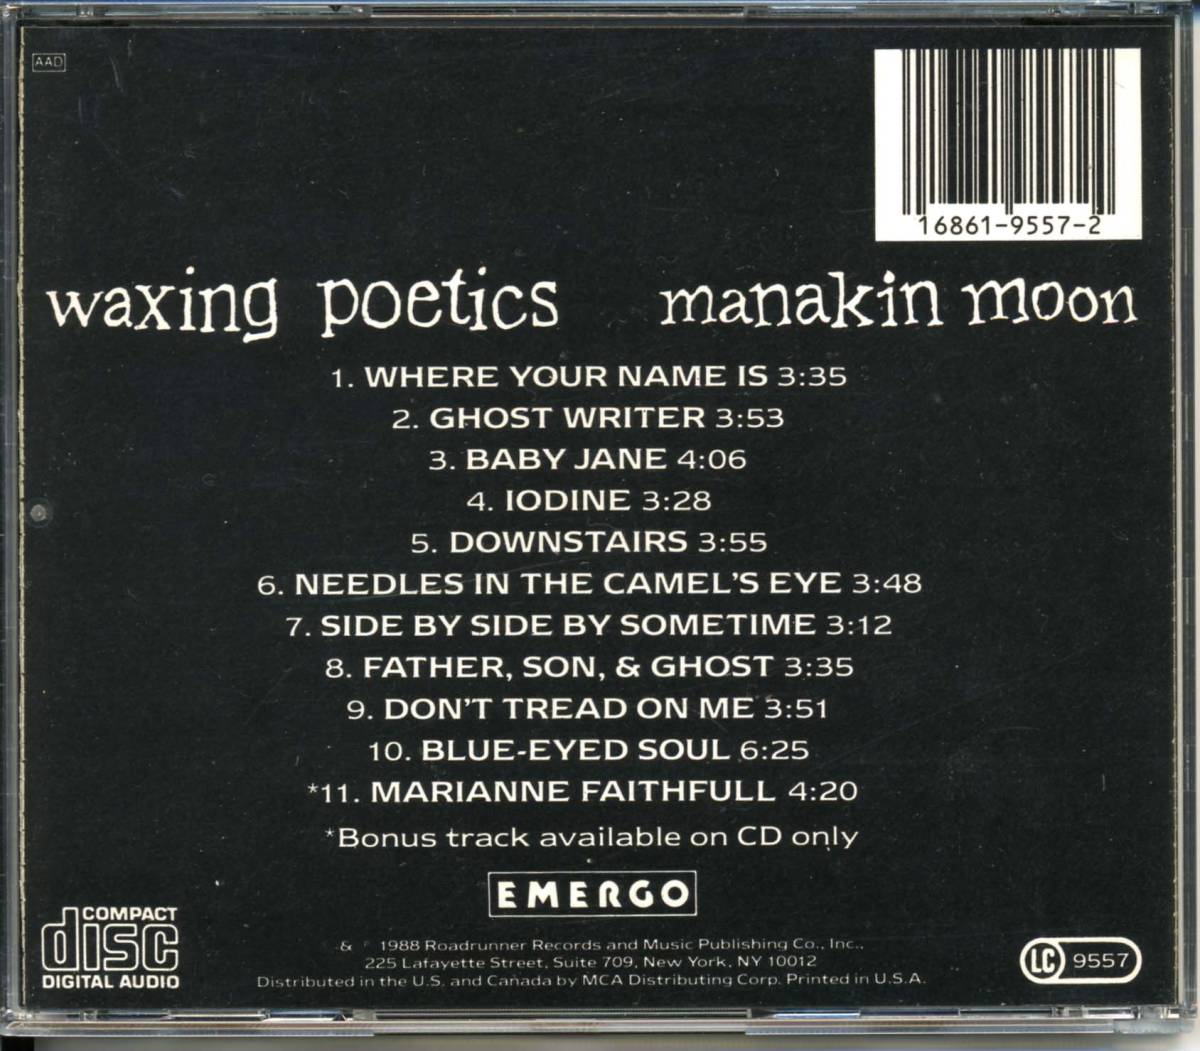 AAD
16861-9557-2
waxing poetics manakin moon
1. WHERE YOUR NAME IS 3:35
2. GHOST WRITER 3:53
3. BABY JANE 4:06
4. IODINE 3:28
5. DOWNSTAIRS 3:55
6. NEEDLES IN THE CAMEL'S EYE 3:48
7. SIDE BY SIDE BY SOMETIME 3:12
8. FATHER, SON, & GHOST 3:35
9. DON'T TREAD ON ME 3:51
10. BLUE-EYED SOUL 6:25
*11. MARIANNE FAITHFULL 4:20
*Bonus track available on CD only
EMERGO
& 1988 Roadrunner Records and Music Publishing Co., Inc.,
225 Lafayette Street, Suite 709, New York, NY 10012
Distributed in the U.S. and Canada by MCA Distributing Corp. Printed in U.S.A.
COMPACT
disc
DIGITAL AUDIO
LC 9557